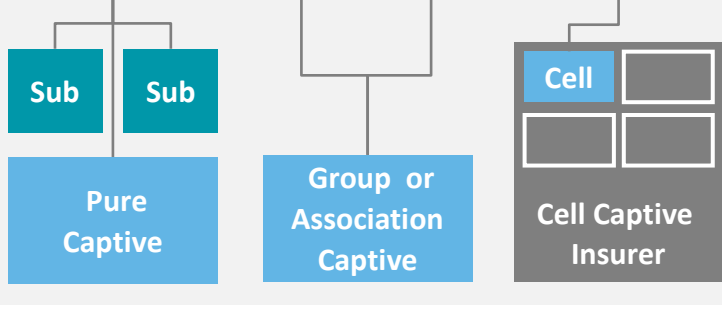 Sub
Sub
Pure
Captive
Group or
Association
Captive
Cell
Cell Captive
Insurer